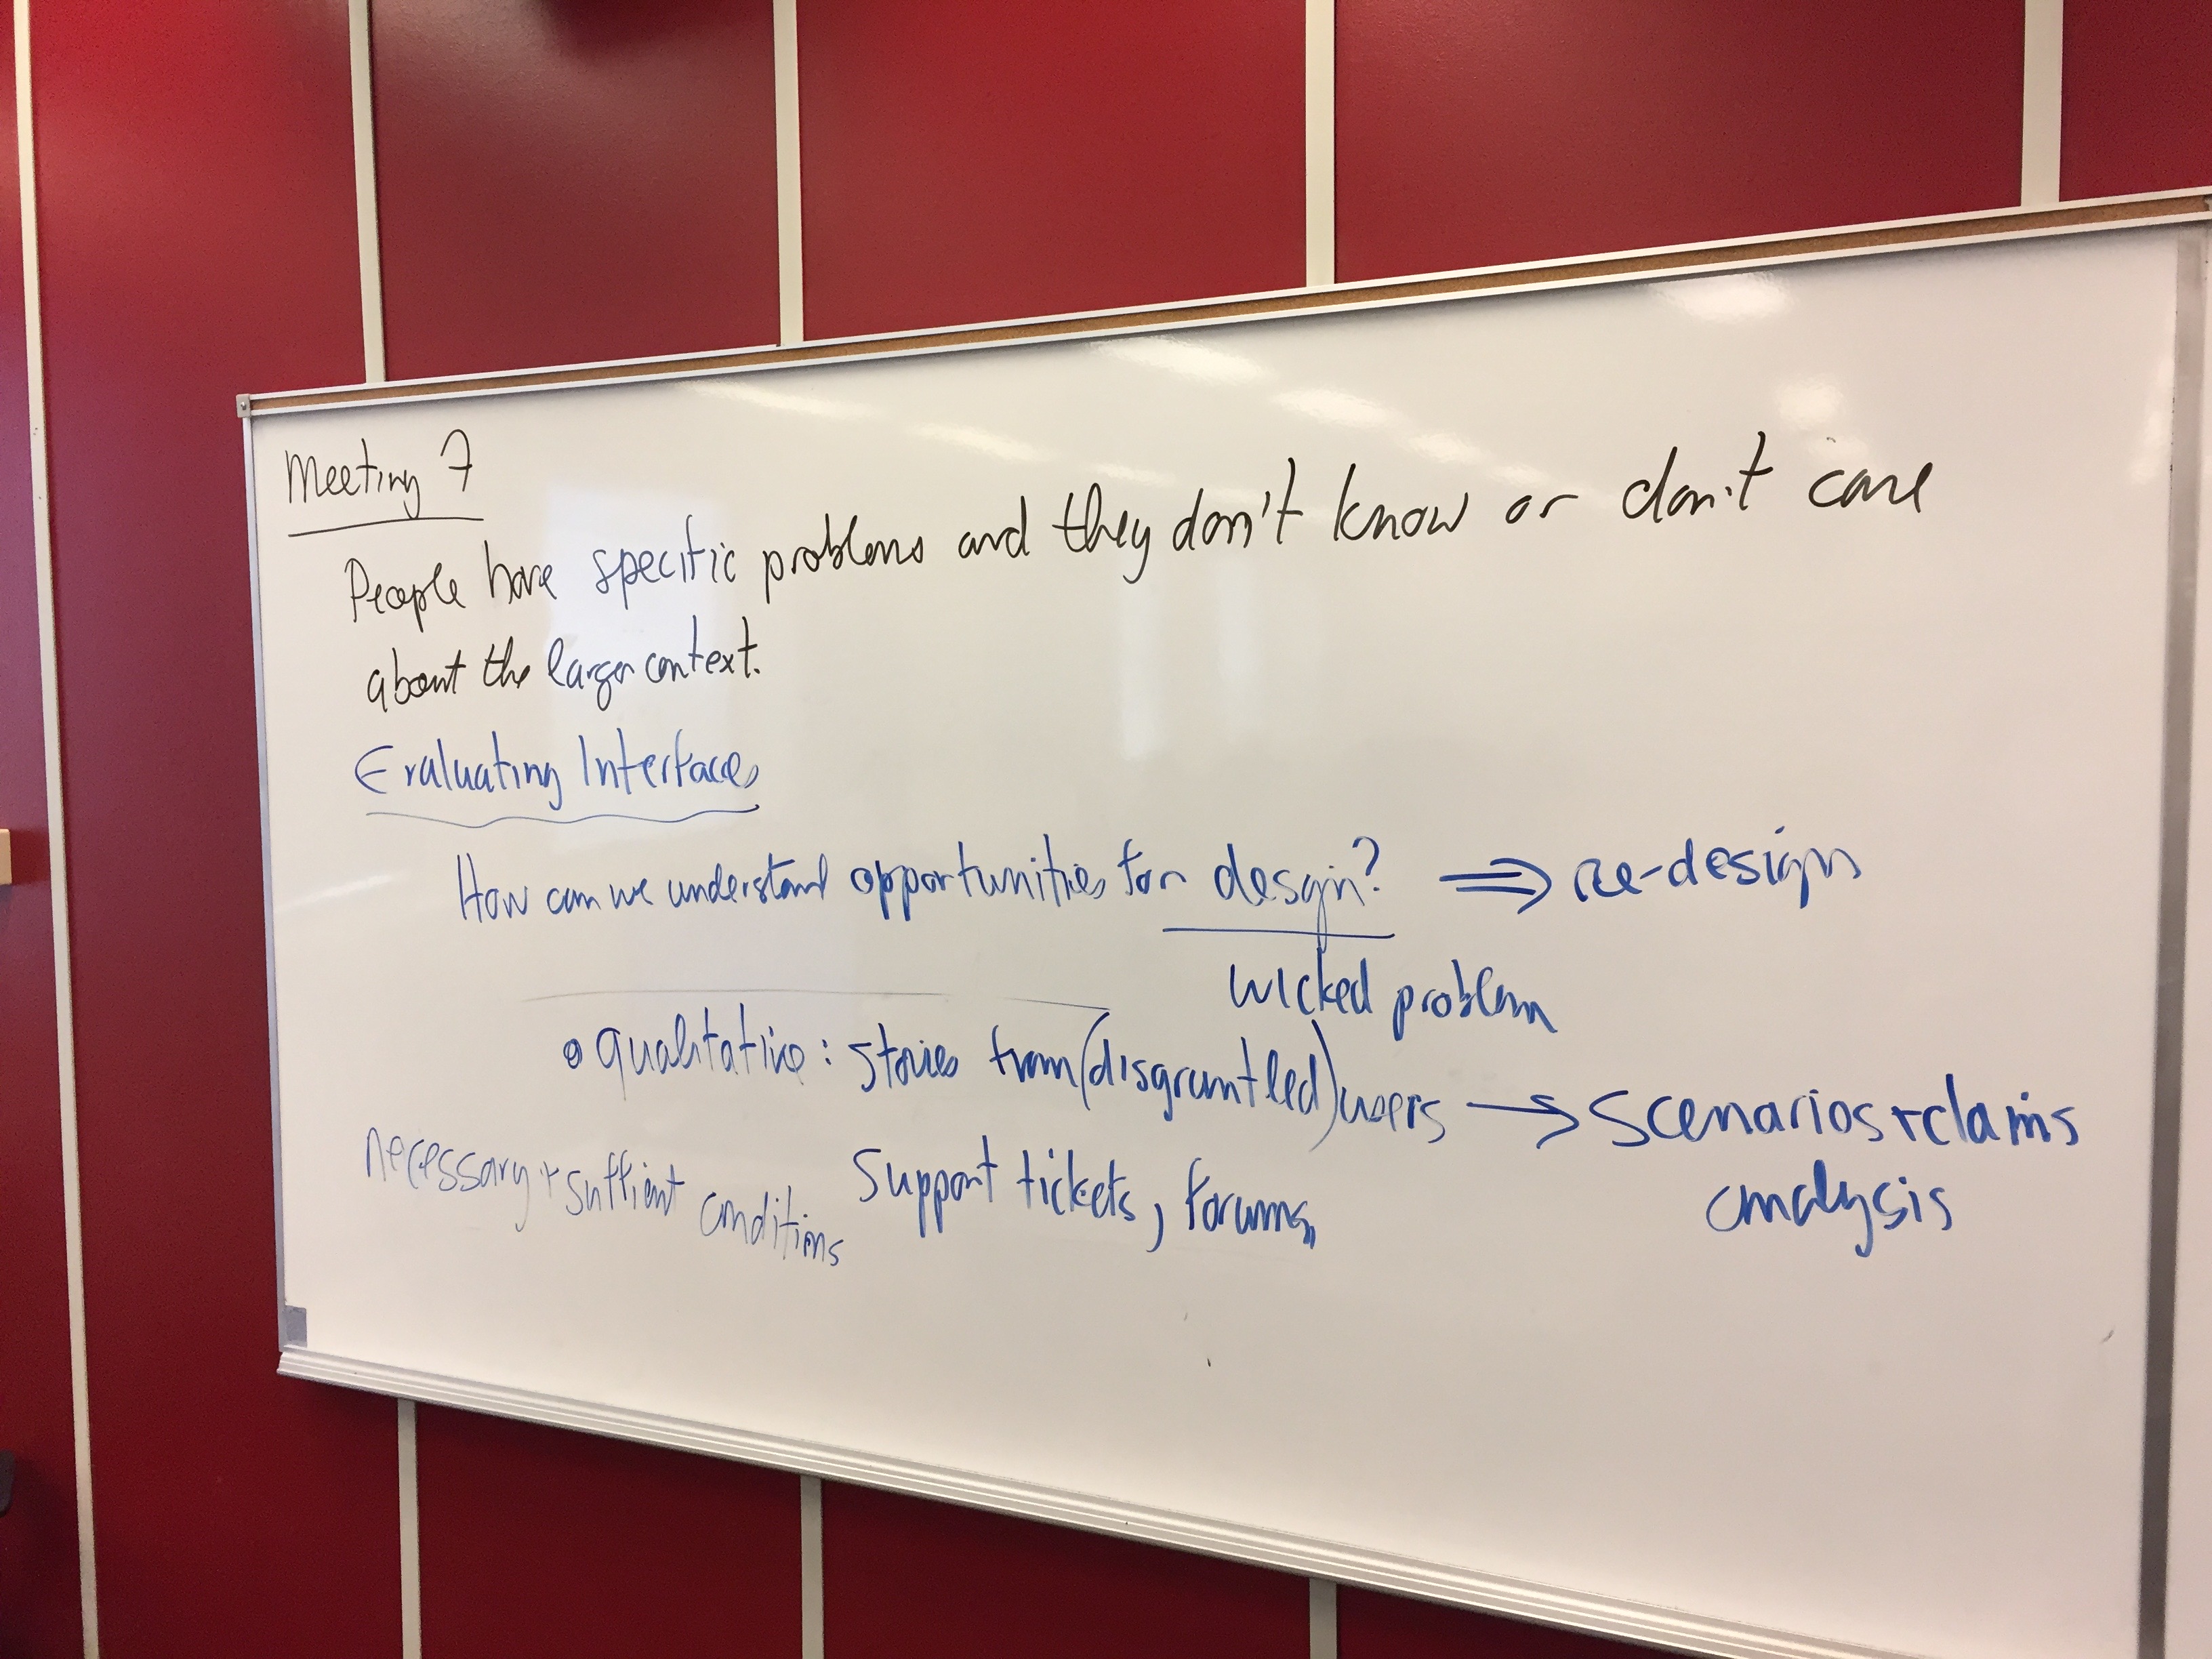 Meeting 7
People have specific problems and they don't know or don't care
about the larger context.
Evaluating Interfaces
How can we understand opportunities for design? ⇒ re-design
wicked problem
• qualitative: stories from (disgruntled) users → Scenarios + claims
analysis
necessary + suffient conditions
Support tickets, forums,